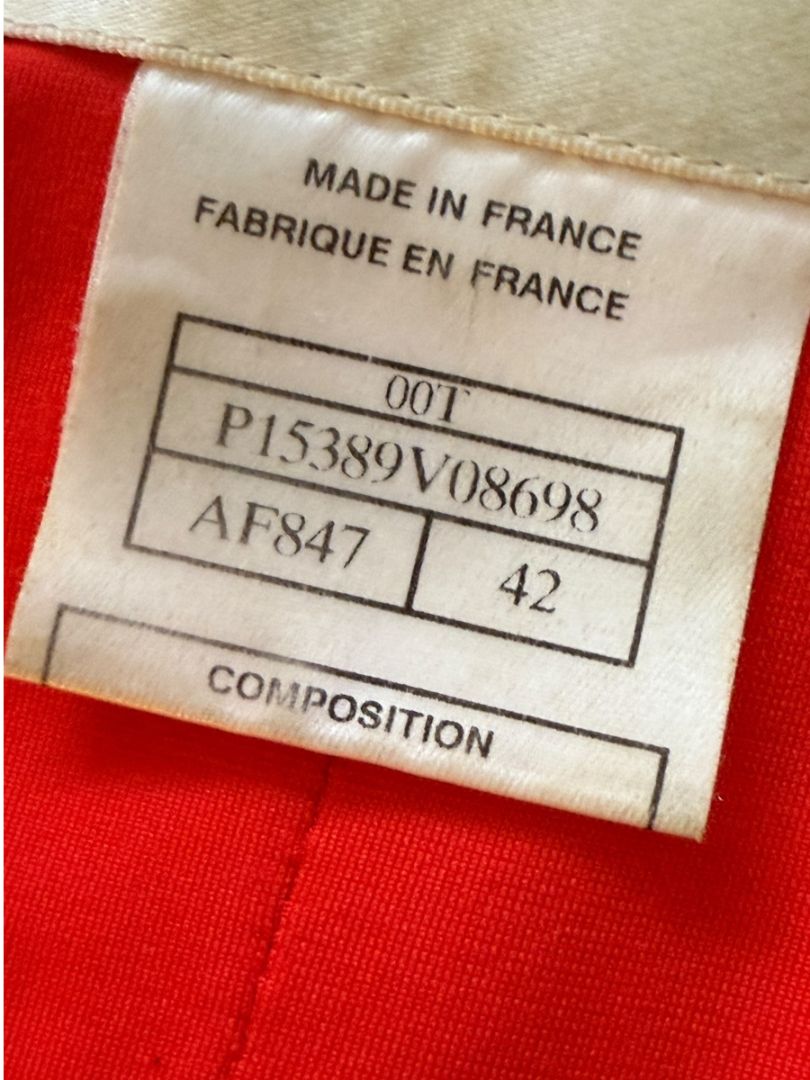 MADE IN FRANCE
FABRIQUE EN FRANCE
00T
P15389V08698
AF847 42
COMPOSITION